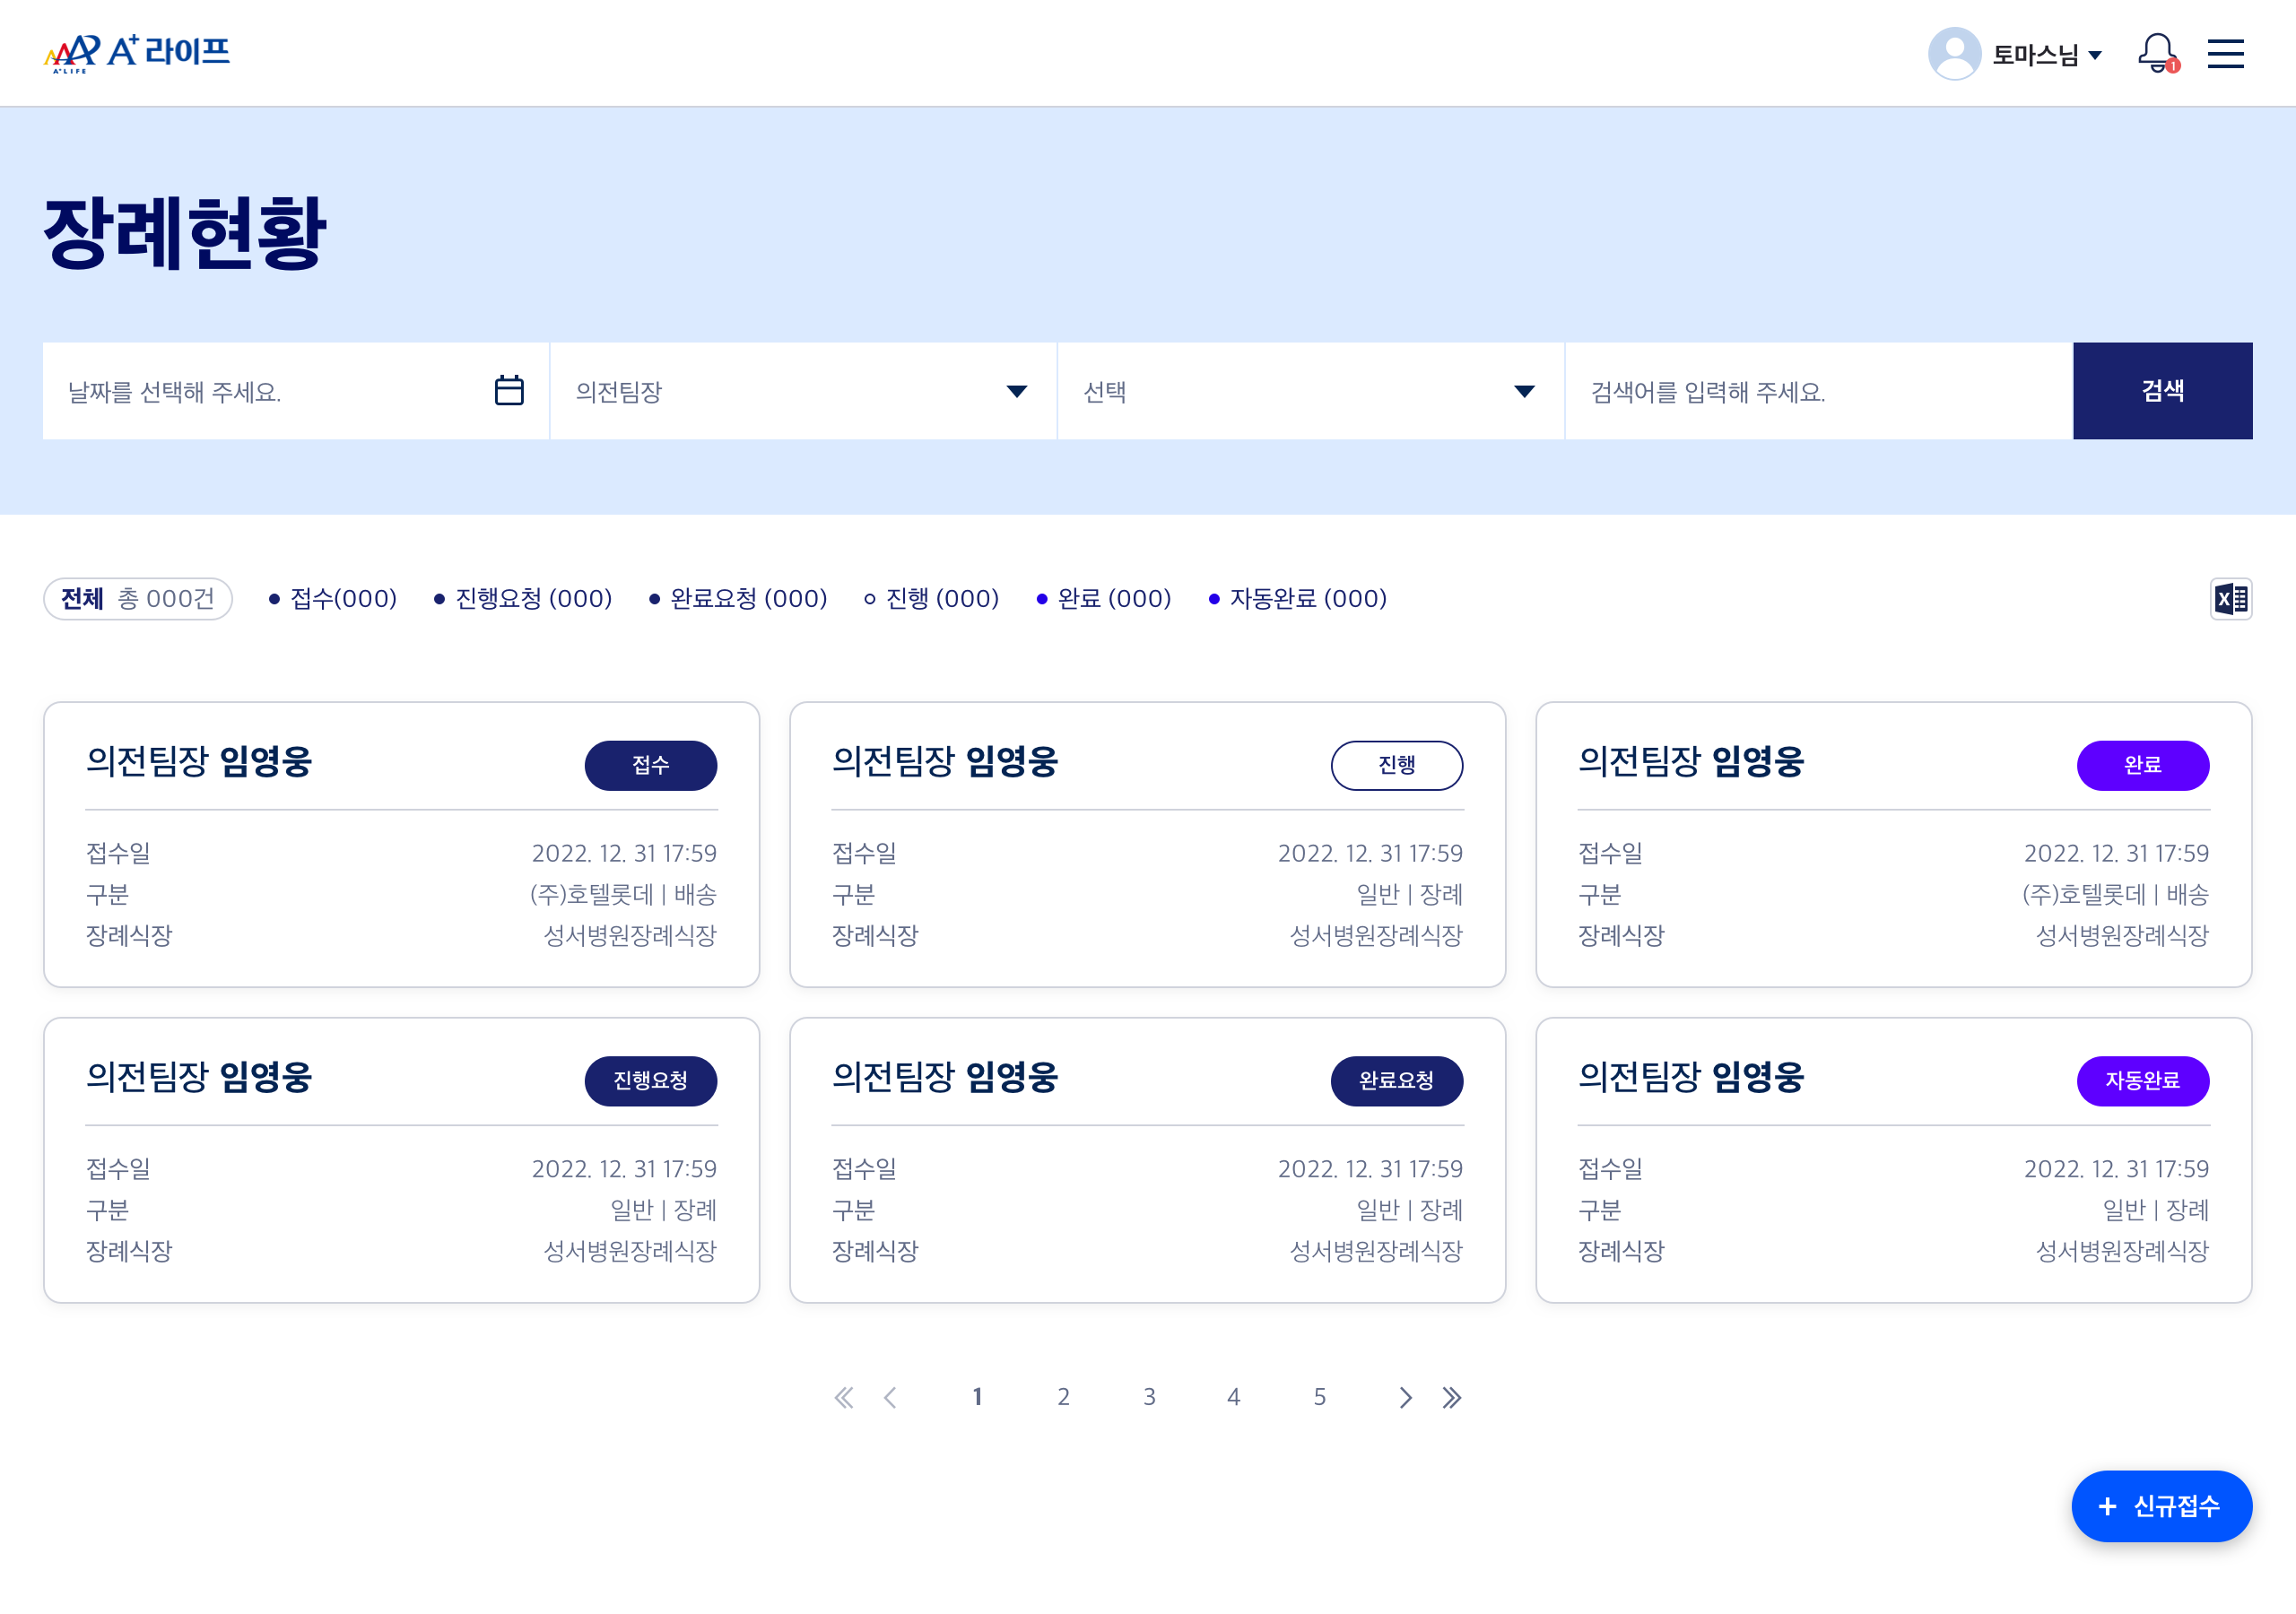 A+LIFE A+ 라이프
토마스님
1
장례현황
날짜를 선택해 주세요. 의전팀장 선택 검색어를 입력해 주세요. 검색
전체 총 000건 접수(000) 진행요청 (000) 완료요청 (000) 진행 (000) 완료 (000) 자동완료 (000)
X
의전팀장 임영웅 접수
접수일 2022. 12. 31 17:59
구분 (주)호텔롯데 | 배송
장례식장 성서병원장례식장
의전팀장 임영웅 진행
접수일 2022. 12. 31 17:59
구분 일반 | 장례
장례식장 성서병원장례식장
의전팀장 임영웅 완료
접수일 2022. 12. 31 17:59
구분 (주)호텔롯데 | 배송
장례식장 성서병원장례식장
의전팀장 임영웅 진행요청
접수일 2022. 12. 31 17:59
구분 일반 | 장례
장례식장 성서병원장례식장
의전팀장 임영웅 완료요청
접수일 2022. 12. 31 17:59
구분 일반 | 장례
장례식장 성서병원장례식장
의전팀장 임영웅 자동완료
접수일 2022. 12. 31 17:59
구분 일반 | 장례
장례식장 성서병원장례식장
1 2 3 4 5
+ 신규접수